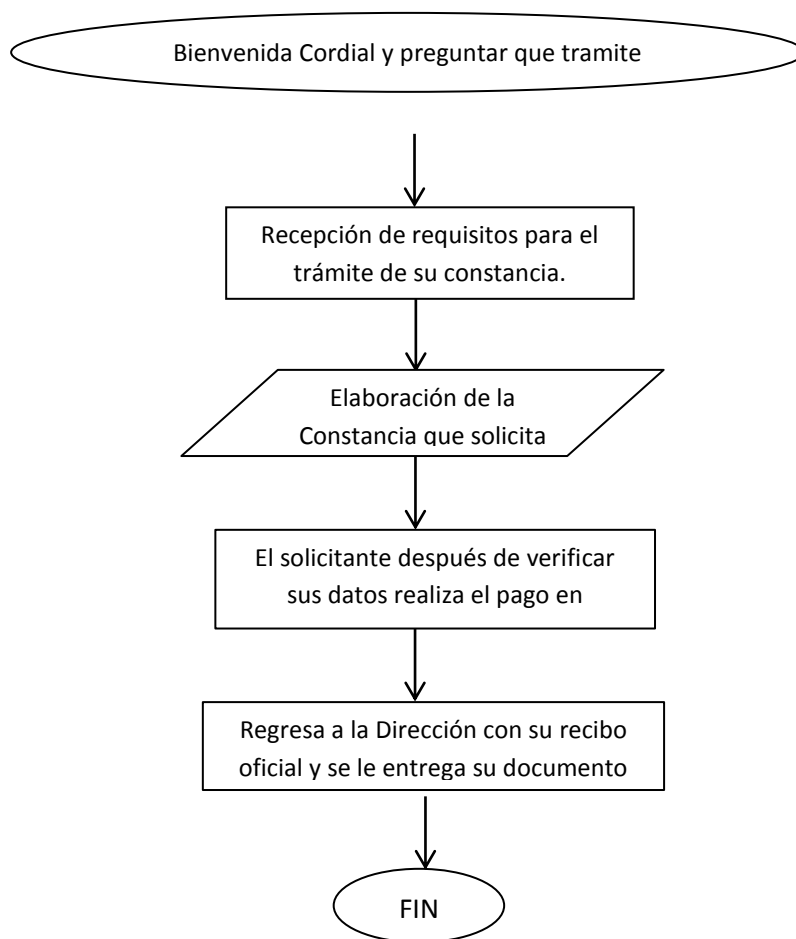 Bienvenida Cordial y preguntar que tramite
Recepción de requisitos para el
trámite de su constancia.
Elaboración de la
Constancia que solicita
El solicitante después de verificar
sus datos realiza el pago en
Regresa a la Dirección con su recibo
oficial y se le entrega su documento
FIN